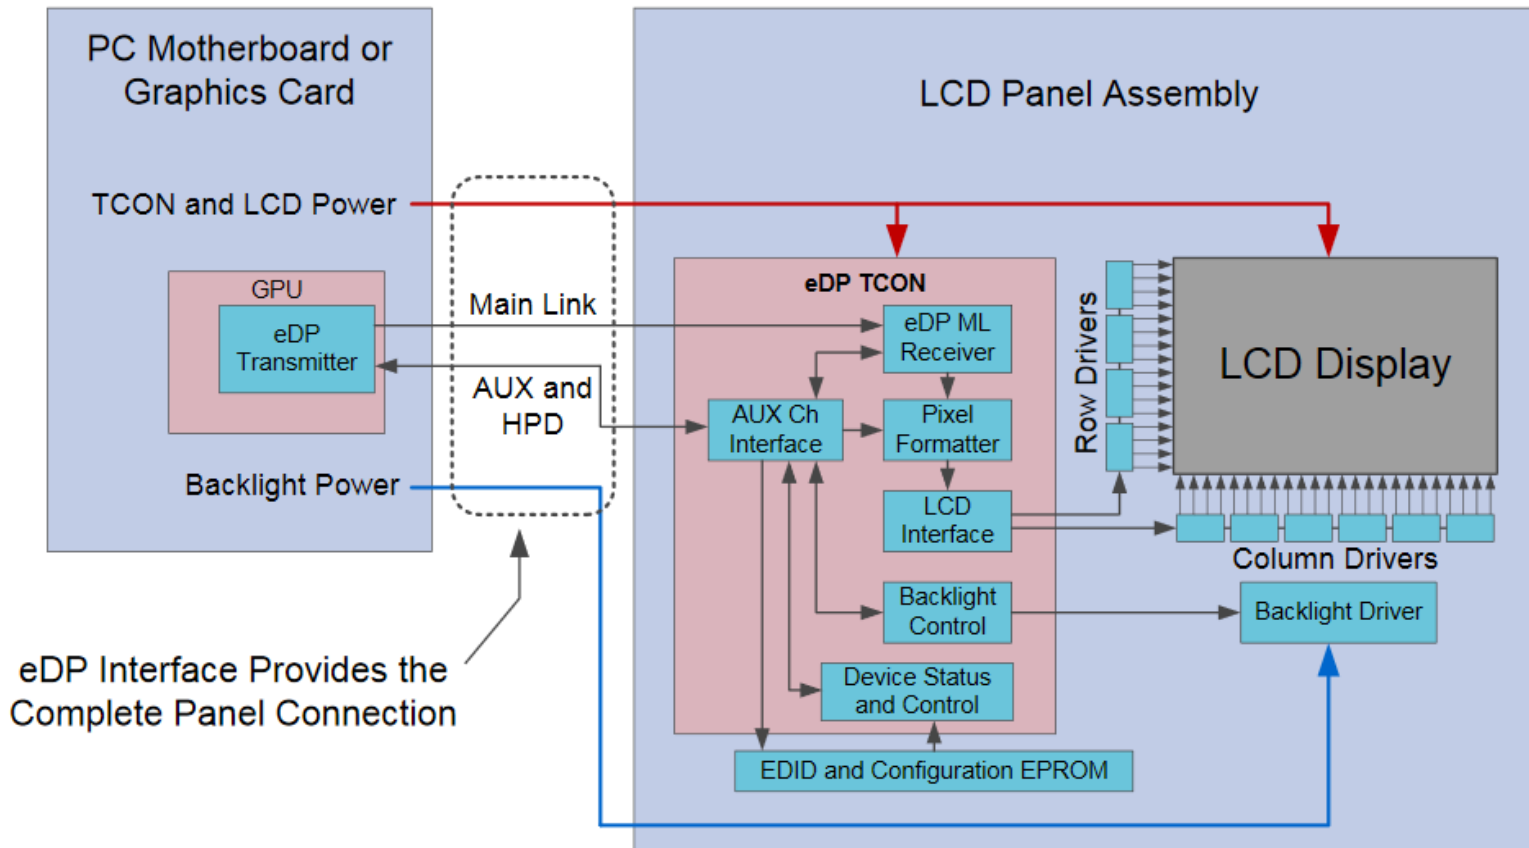 PC Motherboard or
Graphics Card
LCD Panel Assembly
TCON and LCD Power
GPU
eDP
Transmitter
Main Link
AUX and
HPD
Backlight Power
eDP Interface Provides the
Complete Panel Connection
eDP TCON
eDP ML
Receiver
AUX Ch
Interface
Pixel
Formatter
LCD
Interface
Backlight
Control
Device Status
and Control
EDID and Configuration EPROM
Row Drivers
LCD Display
Column Drivers
Backlight Driver